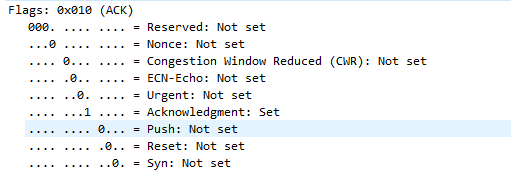 Flags: 0x010 (ACK)
000. .... .... = Reserved: Not set
...0 .... .... = Nonce: Not set
.... 0... .... = Congestion Window Reduced (CWR): Not set
.... .0.. .... = ECN-Echo: Not set
.... ..0. .... = Urgent: Not set
.... ...1 .... = Acknowledgment: Set
.... .... 0... = Push: Not set
.... .... .0.. = Reset: Not set
.... .... ..0. = Syn: Not set